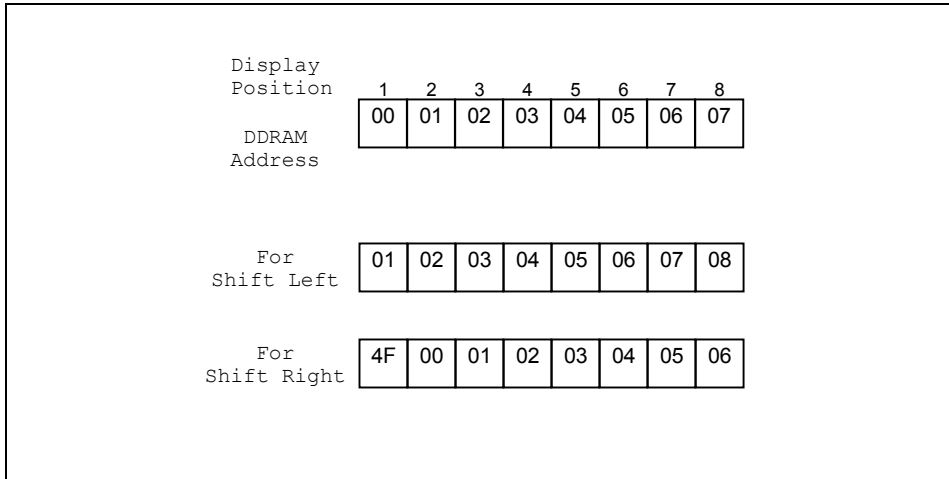 Display
Position 1 2 3 4 5 6 7 8
00 01 02 03 04 05 06 07
DDRAM
Address
For
Shift Left
01 02 03 04 05 06 07 08
For
Shift Right
4F 00 01 02 03 04 05 06